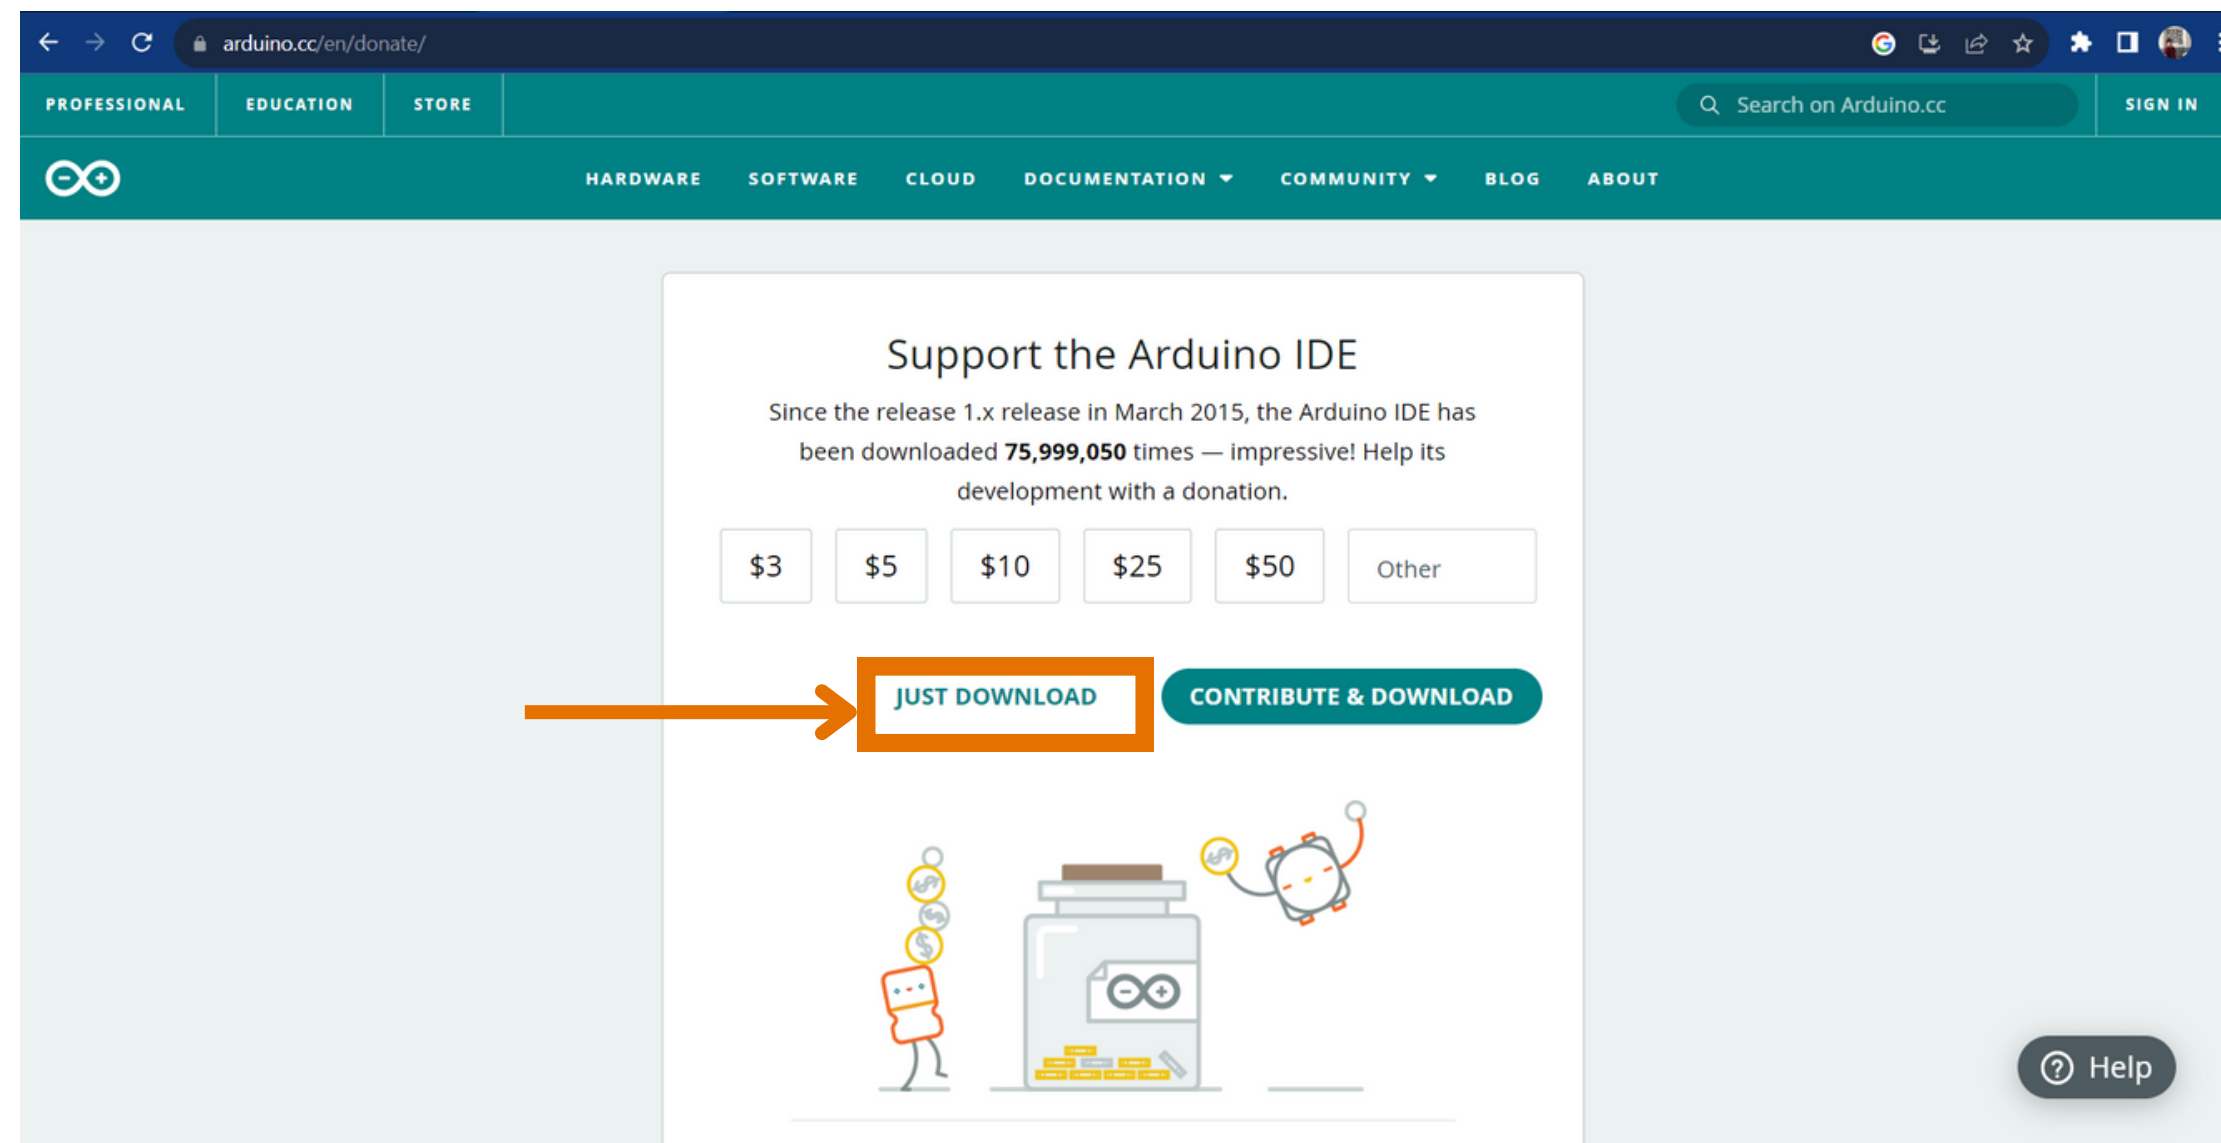 arduino.cc/en/donate/
PROFESSIONAL EDUCATION STORE Search on Arduino.cc SIGN IN
HARDWARE SOFTWARE CLOUD DOCUMENTATION COMMUNITY BLOG ABOUT
Support the Arduino IDE
Since the release 1.x release in March 2015, the Arduino IDE has
been downloaded 75,999,050 times — impressive! Help its
development with a donation.
$3 $5 $10 $25 $50 Other
JUST DOWNLOAD CONTRIBUTE & DOWNLOAD
Help